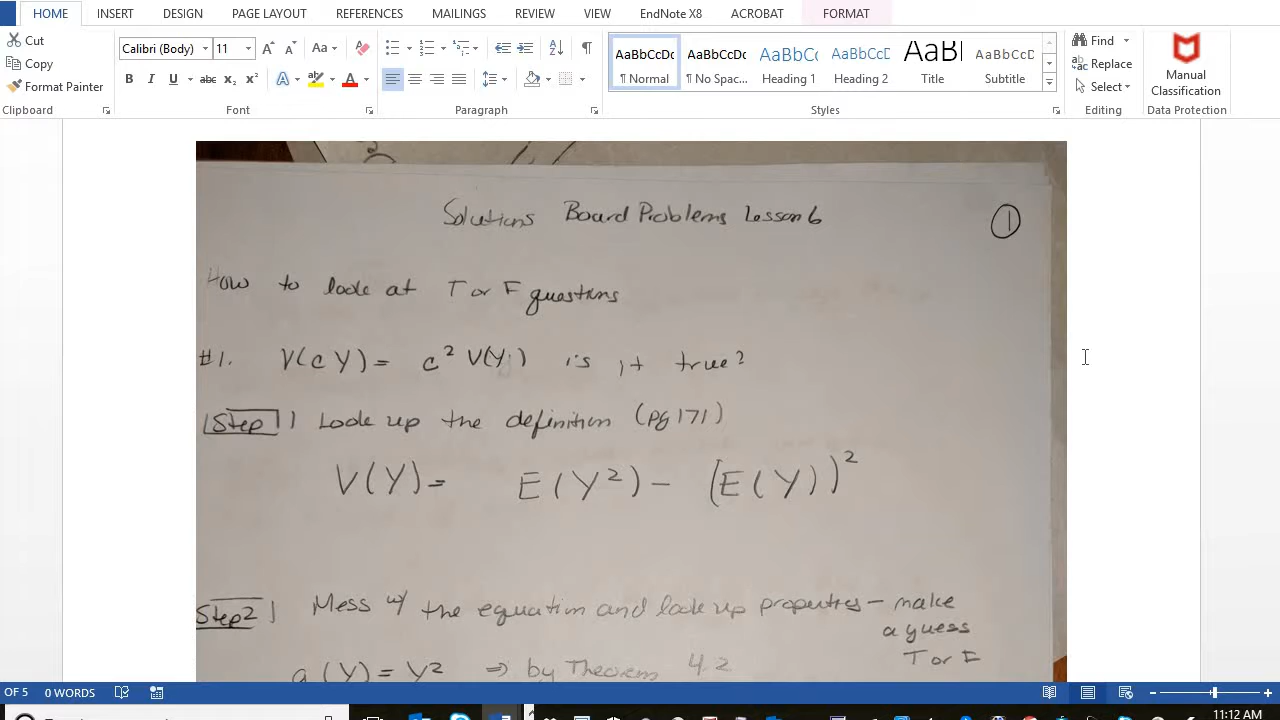 HOME INSERT DESIGN PAGE LAYOUT REFERENCES MAILINGS REVIEW VIEW EndNote X8 ACROBAT FORMAT
Cut
Copy
Format Painter
Clipboard
Calibri (Body) 11
Font
Paragraph
AaBbCcDc AaBbCcDc AaBbCc AaBbCcD AaB AaBbCcD
¶ Normal ¶ No Spac... Heading 1 Heading 2 Title Subtitle
Styles
Find
Replace
Select
Editing
Manual
Classification
Data Protection
Solutions Board Problems Lesson 6
1
How to look at T or F questions
#1. V(cY) = c² V(Y) is it true?
Step 1 Look up the definition (pg 171)
V(Y) = E(Y²) - (E(Y))²
Step 2 Mess w/ the equation and look up properties - make
a guess
T or F
g(Y) = Y² ⇒ by Theorem 4.2
OF 5 0 WORDS
11:12 AM